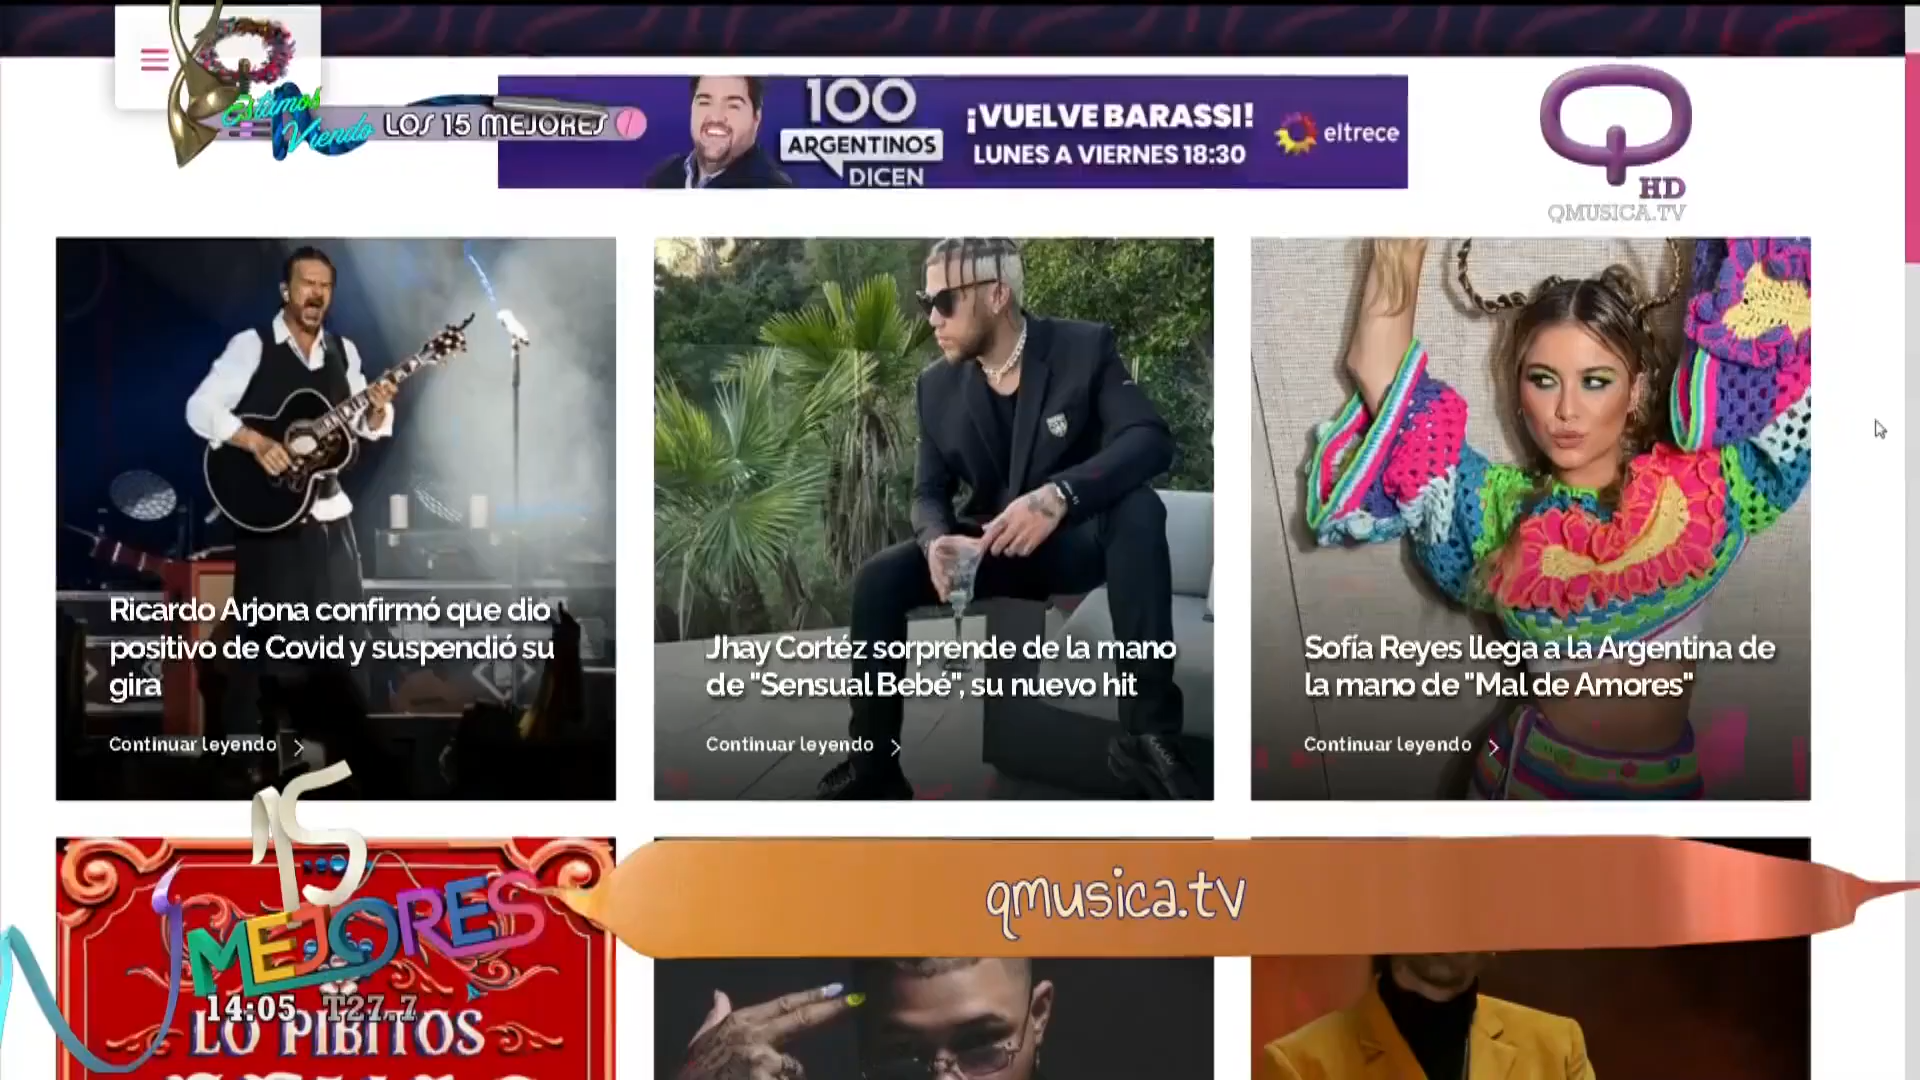 Estamos
Viendo
LOS 15 MEJORES
100
ARGENTINOS
DICEN
¡VUELVE BARASSI!
LUNES A VIERNES 18:30
eltrece
Q
HD
QMUSICA.TV
Ricardo Arjona confirmó que dio
positivo de Covid y suspendió su
gira
Continuar leyendo
Jhay Cortéz sorprende de la mano
de "Sensual Bebé", su nuevo hit
Continuar leyendo
Sofía Reyes llega a la Argentina de
la mano de "Mal de Amores"
Continuar leyendo
15
MEJORES
qmusica.tv
14:05 T27.7
LO PIBITOS